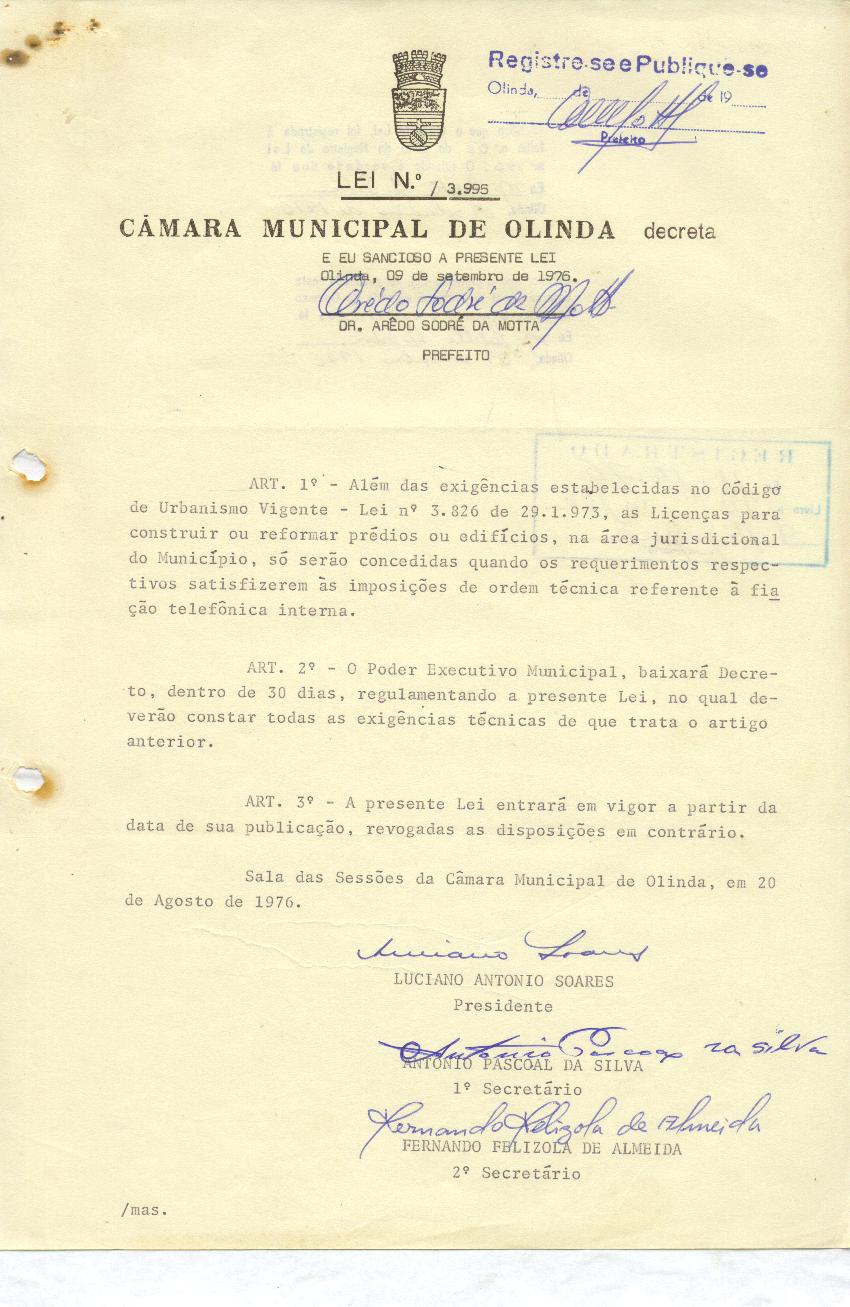 Registre-se e Publique-se
Olinda, de de 19
Prefeito
LEI N.º / 3.995
CÂMARA MUNICIPAL DE OLINDA decreta
E EU SANCIOSO A PRESENTE LEI
Olinda, 09 de setembro de 1976.
Arêdo Sodré da Motta
DR. ARÊDO SODRÉ DA MOTTA
PREFEITO
REGISTRADO
ART. 1º - Além das exigências estabelecidas no Código
de Urbanismo Vigente - Lei nº 3.826 de 29.1.973, as Licenças para
construir ou reformar prédios ou edifícios, na área jurisdicional
do Município, só serão concedidas quando os requerimentos respec-
tivos satisfizerem às imposições de ordem técnica referente à fia
ção telefônica interna.
ART. 2º - O Poder Executivo Municipal, baixará Decre-
to, dentro de 30 dias, regulamentando a presente Lei, no qual de-
verão constar todas as exigências técnicas de que trata o artigo
anterior.
ART. 3º - A presente Lei entrará em vigor a partir da
data de sua publicação, revogadas as disposições em contrário.
Sala das Sessões da Câmara Municipal de Olinda, em 20
de Agosto de 1976.
Luciano Soares
LUCIANO ANTONIO SOARES
Presidente
Antonio Pascoal da Silva
ANTONIO PASCOAL DA SILVA
1º Secretário
Fernando Felizola de Almeida
FERNANDO FELIZOLA DE ALMEIDA
2º Secretário
/mas.